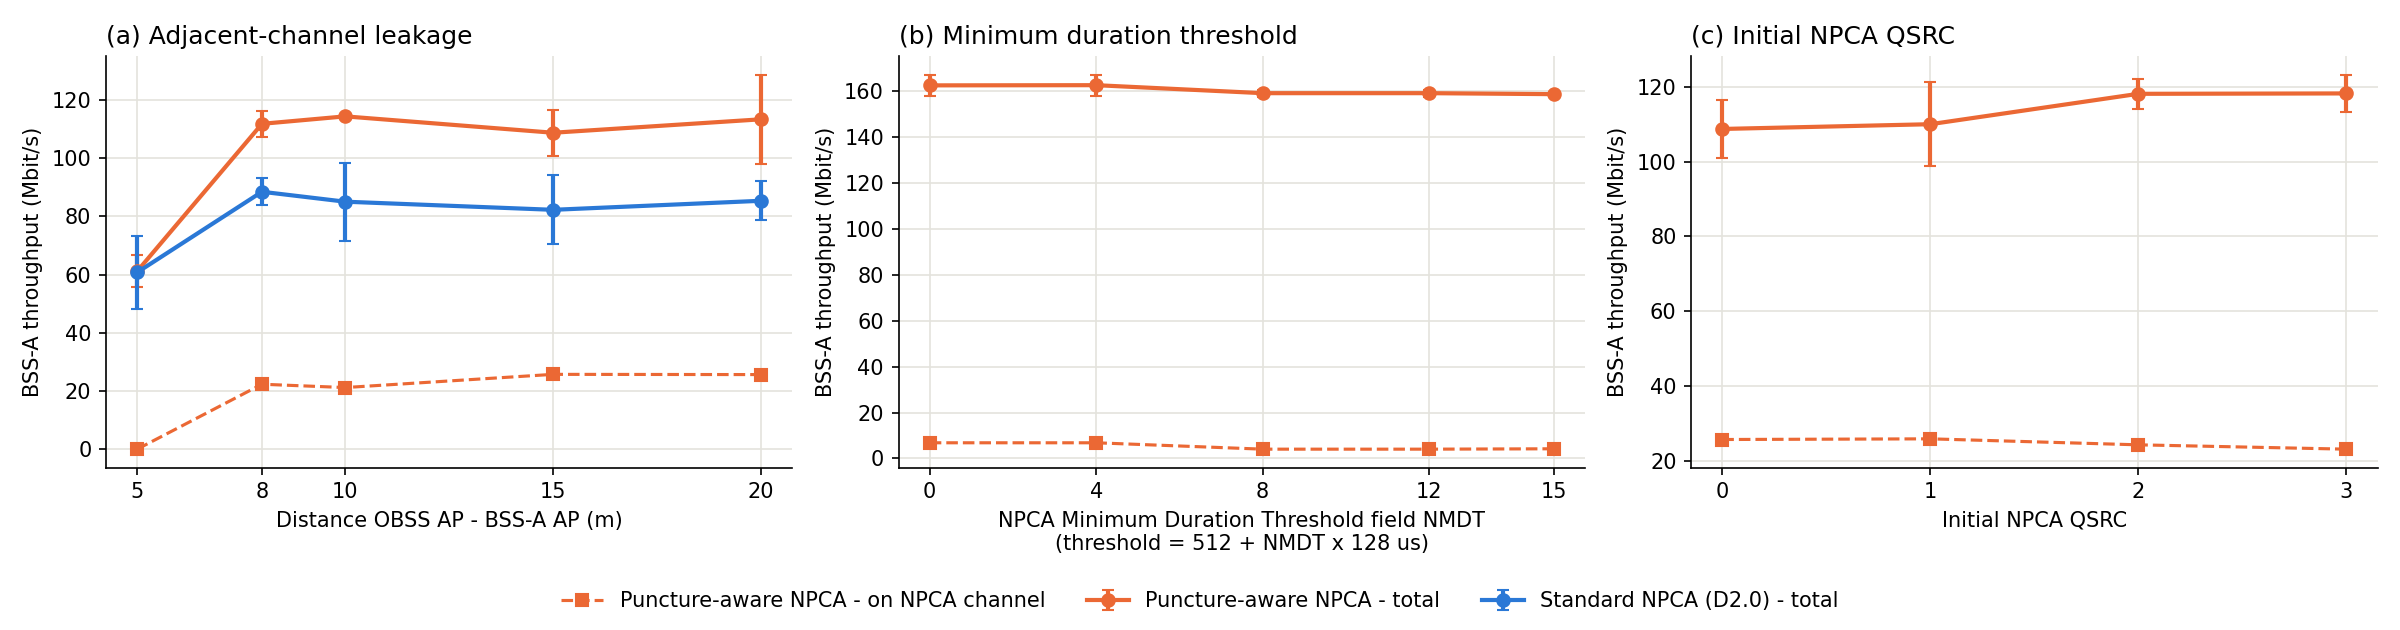 (a) Adjacent-channel leakage
BSS-A throughput (Mbit/s)
120
100
80
60
40
20
0
5 8 10 15 20
Distance OBSS AP - BSS-A AP (m)
(b) Minimum duration threshold
BSS-A throughput (Mbit/s)
160
140
120
100
80
60
40
20
0
0 4 8 12 15
NPCA Minimum Duration Threshold field NMDT
(threshold = 512 + NMDT x 128 us)
(c) Initial NPCA QSRC
BSS-A throughput (Mbit/s)
120
100
80
60
40
20
0 1 2 3
Initial NPCA QSRC
Puncture-aware NPCA - on NPCA channel
Puncture-aware NPCA - total
Standard NPCA (D2.0) - total